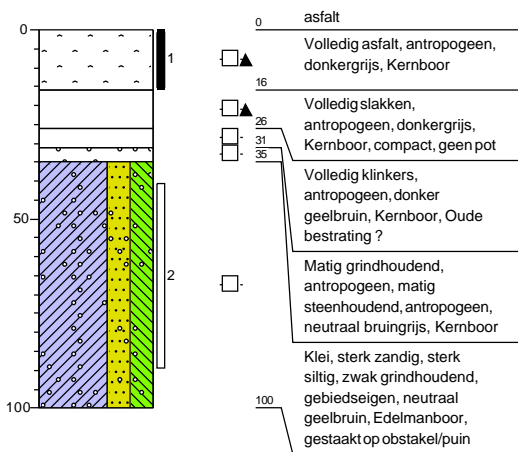 0
50
100
1
2
0
asfalt
Volledig asfalt, antropogeen,
donkergrijs, Kernboor
16
Volledig slakken,
antropogeen, donkergrijs,
Kernboor, compact, geen pot
26
Volledig klinkers,
antropogeen, donker
geelbruin, Kernboor, Oude
bestrating ?
31
Matig grindhoudend,
antropogeen, matig
steenhoudend, antropogeen,
neutraal bruingrijs, Kernboor
35
Klei, sterk zandig, sterk
siltig, zwak grindhoudend,
gebiedseigen, neutraal
geelbruin, Edelmanboor,
gestaakt op obstakel/puin
100